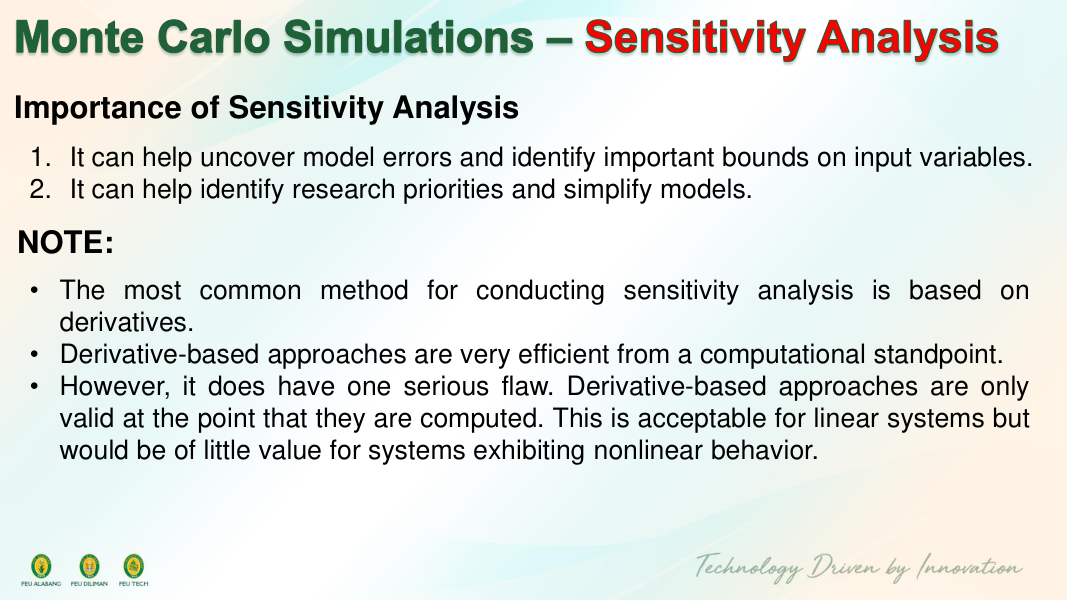 Monte Carlo Simulations – Sensitivity Analysis
Importance of Sensitivity Analysis
1. It can help uncover model errors and identify important bounds on input variables.
2. It can help identify research priorities and simplify models.
NOTE:
• The most common method for conducting sensitivity analysis is based on
derivatives.
• Derivative-based approaches are very efficient from a computational standpoint.
• However, it does have one serious flaw. Derivative-based approaches are only
valid at the point that they are computed. This is acceptable for linear systems but
would be of little value for systems exhibiting nonlinear behavior.
FEU ALABANG FEU DILIMAN FEU TECH
Technology Driven by Innovation